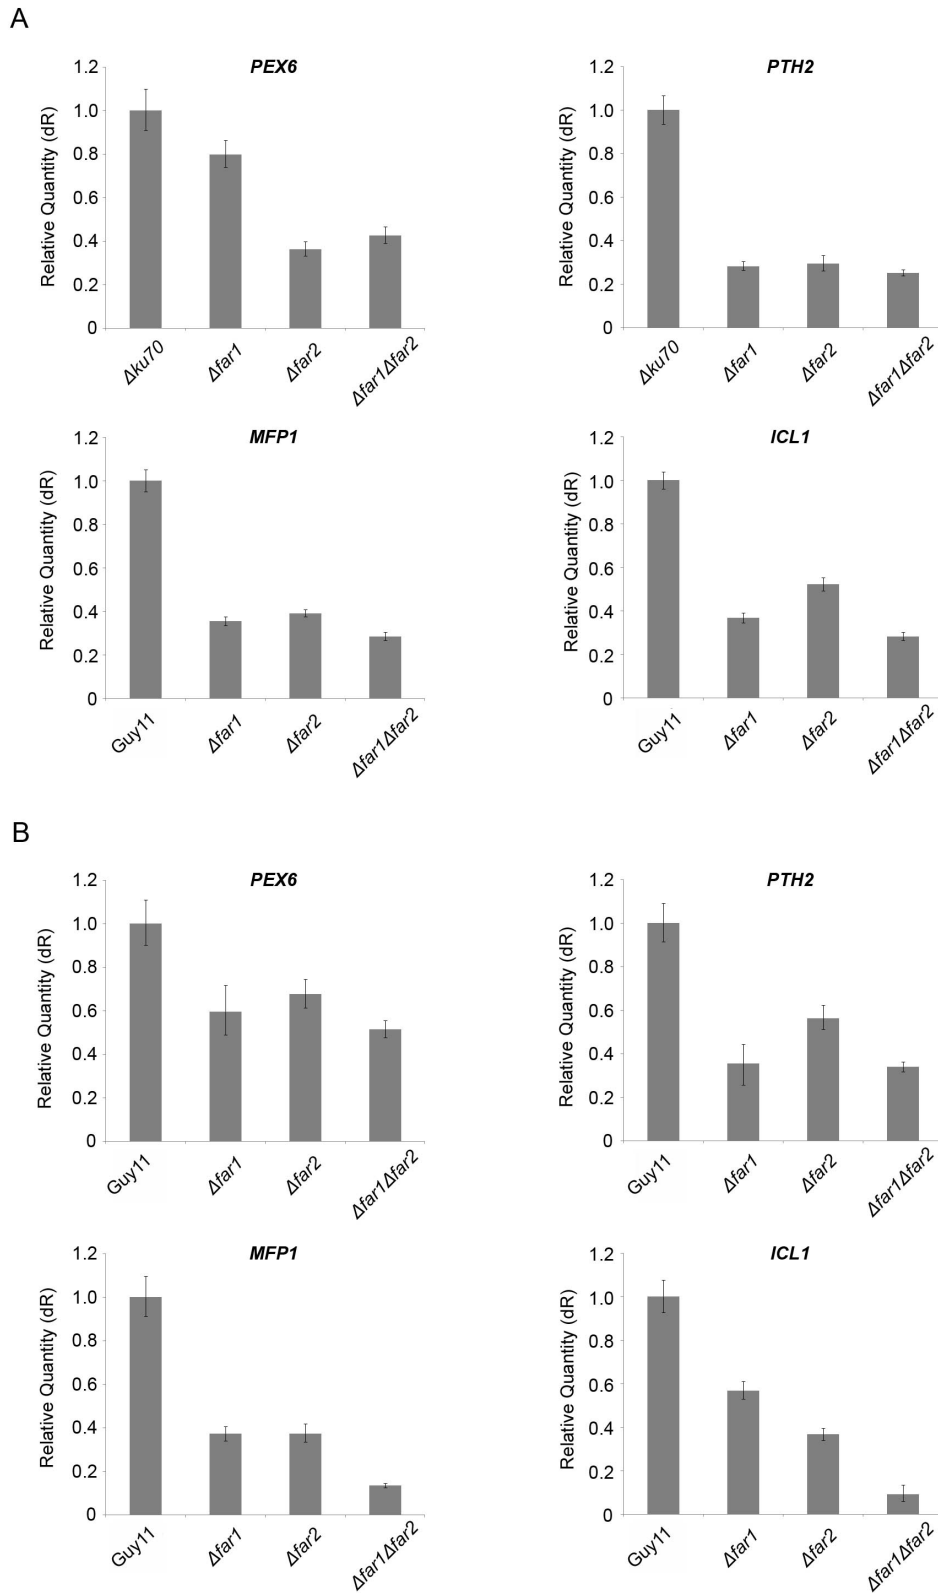 A
PEX6
Relative Quantity (dR)
1.2
1.0
0.8
0.6
0.4
0.2
0
Δku70
Δfar1
Δfar2
Δfar1Δfar2
PTH2
Relative Quantity (dR)
1.2
1.0
0.8
0.6
0.4
0.2
0
Δku70
Δfar1
Δfar2
Δfar1Δfar2
MFP1
Relative Quantity (dR)
1.2
1.0
0.8
0.6
0.4
0.2
0
Guy11
Δfar1
Δfar2
Δfar1Δfar2
ICL1
Relative Quantity (dR)
1.2
1.0
0.8
0.6
0.4
0.2
0
Guy11
Δfar1
Δfar2
Δfar1Δfar2
B
PEX6
Relative Quantity (dR)
1.2
1.0
0.8
0.6
0.4
0.2
0
Guy11
Δfar1
Δfar2
Δfar1Δfar2
PTH2
Relative Quantity (dR)
1.2
1.0
0.8
0.6
0.4
0.2
0
Guy11
Δfar1
Δfar2
Δfar1Δfar2
MFP1
Relative Quantity (dR)
1.2
1.0
0.8
0.6
0.4
0.2
0
Guy11
Δfar1
Δfar2
Δfar1Δfar2
ICL1
Relative Quantity (dR)
1.2
1.0
0.8
0.6
0.4
0.2
0
Guy11
Δfar1
Δfar2
Δfar1Δfar2